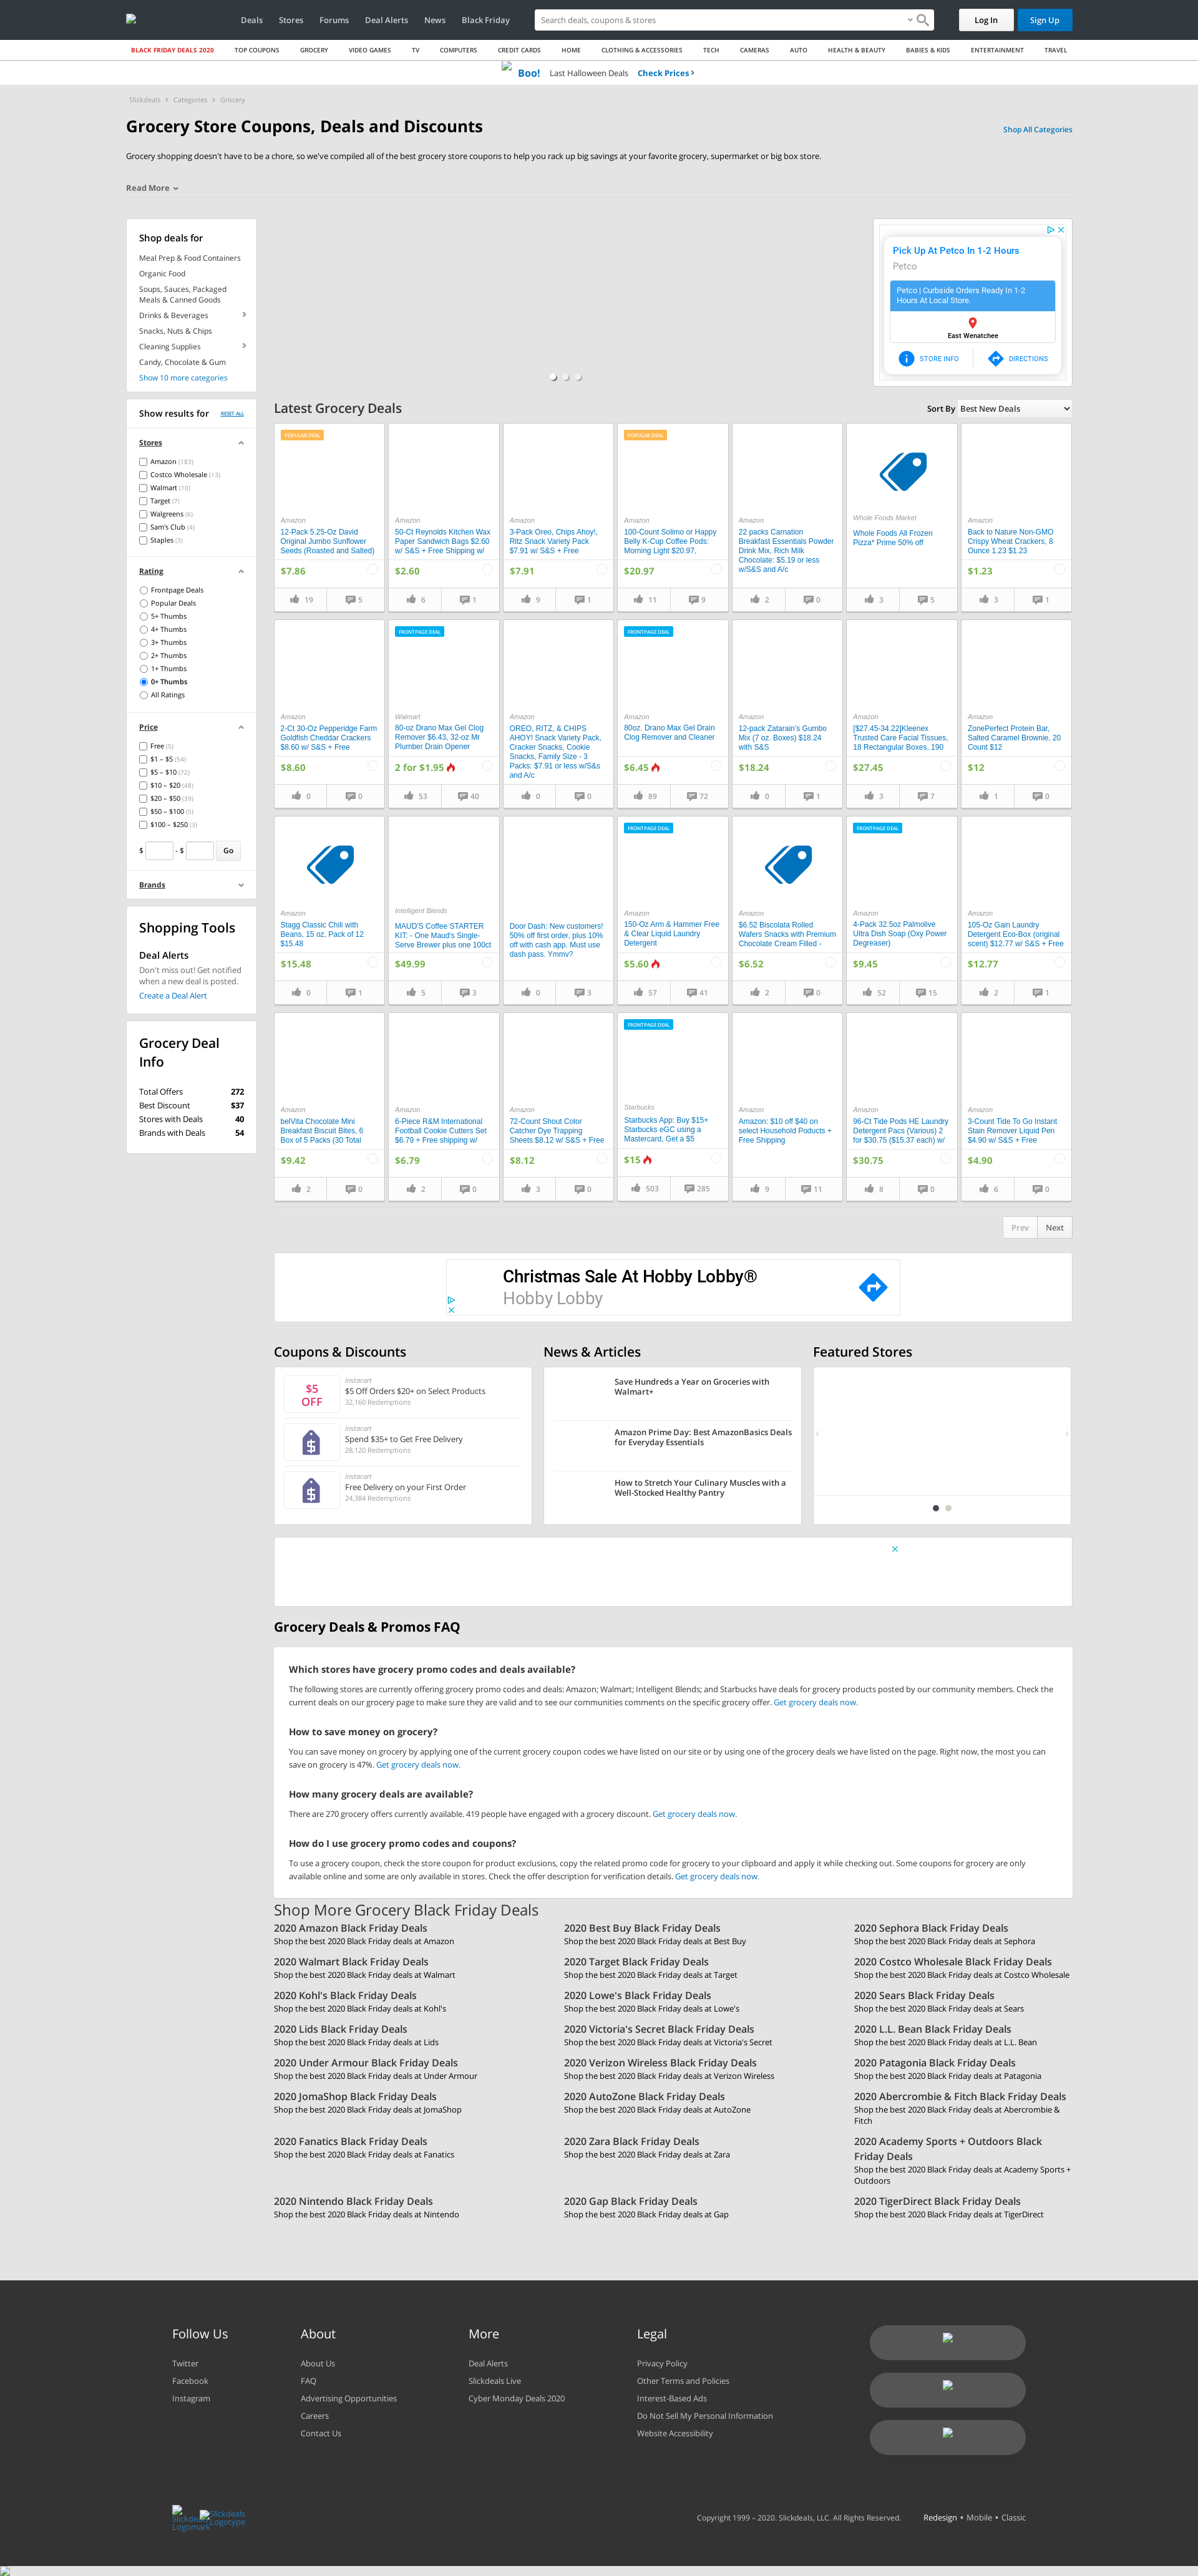 Deals Stores Forums Deal Alerts News Black Friday
Search deals, coupons & stores
Log In
Sign Up
BLACK FRIDAY DEALS 2020 TOP COUPONS GROCERY VIDEO GAMES TV COMPUTERS CREDIT CARDS HOME CLOTHING & ACCESSORIES TECH CAMERAS AUTO HEALTH & BEAUTY BABIES & KIDS ENTERTAINMENT TRAVEL
Boo! Last Halloween Deals Check Prices
Slickdeals Categories Grocery
Grocery Store Coupons, Deals and Discounts
Shop All Categories
Grocery shopping doesn't have to be a chore, so we've compiled all of the best grocery store coupons to help you rack up big savings at your favorite grocery, supermarket or big box store.
Read More
Shop deals for
Meal Prep & Food Containers
Organic Food
Soups, Sauces, Packaged
Meals & Canned Goods
Drinks & Beverages
Snacks, Nuts & Chips
Cleaning Supplies
Candy, Chocolate & Gum
Show 10 more categories
Pick Up At Petco In 1-2 Hours
Petco
Petco | Curbside Orders Ready In 1-2
Hours At Local Store.
East Wenatchee
STORE INFO
DIRECTIONS
Show results for
RESET ALL
Stores
Amazon (183)
Costco Wholesale (13)
Walmart (10)
Target (7)
Walgreens (6)
Sam's Club (4)
Staples (3)
Rating
Frontpage Deals
Popular Deals
5+ Thumbs
4+ Thumbs
3+ Thumbs
2+ Thumbs
1+ Thumbs
0+ Thumbs
All Ratings
Price
Free (5)
$1 – $5 (54)
$5 – $10 (72)
$10 – $20 (48)
$20 – $50 (39)
$50 – $100 (5)
$100 – $250 (3)
$ - $ Go
Brands
Shopping Tools
Deal Alerts
Don't miss out! Get notified
when a new deal is posted.
Create a Deal Alert
Grocery Deal
Info
Total Offers 272
Best Discount $37
Stores with Deals 40
Brands with Deals 54
Latest Grocery Deals
Sort By Best New Deals
POPULAR DEAL
Amazon
12-Pack 5.25-Oz David
Original Jumbo Sunflower
Seeds (Roasted and Salted)
$7.86
19 5
Amazon
50-Ct Reynolds Kitchen Wax
Paper Sandwich Bags $2.60
w/ S&S + Free Shipping w/
$2.60
6 1
Amazon
3-Pack Oreo, Chips Ahoy!,
Ritz Snack Variety Pack
$7.91 w/ S&S + Free
$7.91
9 1
POPULAR DEAL
Amazon
100-Count Solimo or Happy
Belly K-Cup Coffee Pods:
Morning Light $20.97,
$20.97
11 9
Amazon
22 packs Carnation
Breakfast Essentials Powder
Drink Mix, Rich Milk
Chocolate: $5.19 or less
w/S&S and A/c
2 0
Whole Foods Market
Whole Foods All Frozen
Pizza* Prime 50% off
3 5
Amazon
Back to Nature Non-GMO
Crispy Wheat Crackers, 8
Ounce 1.23 $1.23
$1.23
3 1
Amazon
2-Ct 30-Oz Pepperidge Farm
Goldfish Cheddar Crackers
$8.60 w/ S&S + Free
$8.60
0 0
FRONTPAGE DEAL
Walmart
80-oz Drano Max Gel Clog
Remover $6.43, 32-oz Mr
Plumber Drain Opener
2 for $1.95
53 40
Amazon
OREO, RITZ, & CHIPS
AHOY! Snack Variety Pack,
Cracker Snacks, Cookie
Snacks, Family Size - 3
Packs: $7.91 or less w/S&s
and A/c
0 0
FRONTPAGE DEAL
Amazon
80oz. Drano Max Gel Drain
Clog Remover and Cleaner
$6.45
89 72
Amazon
12-pack Zatarain's Gumbo
Mix (7 oz. Boxes) $18.24
with S&S
$18.24
0 1
Amazon
[$27.45-34.22]Kleenex
Trusted Care Facial Tissues,
18 Rectangular Boxes, 190
$27.45
3 7
Amazon
ZonePerfect Protein Bar,
Salted Caramel Brownie, 20
Count $12
$12
1 0
Amazon
Stagg Classic Chili with
Beans, 15 oz, Pack of 12
$15.48
$15.48
0 1
Intelligent Blends
MAUD'S Coffee STARTER
KIT: - One Maud's Single-
Serve Brewer plus one 100ct
$49.99
5 3
Door Dash: New customers!
50% off first order, plus 10%
off with cash app. Must use
dash pass. Ymmv?
0 3
FRONTPAGE DEAL
Amazon
150-Oz Arm & Hammer Free
& Clear Liquid Laundry
Detergent
$5.60
57 41
Amazon
$6.52 Biscolata Rolled
Wafers Snacks with Premium
Chocolate Cream Filled -
$6.52
2 0
FRONTPAGE DEAL
Amazon
4-Pack 32.5oz Palmolive
Ultra Dish Soap (Oxy Power
Degreaser)
$9.45
52 15
Amazon
105-Oz Gain Laundry
Detergent Eco-Box (original
scent) $12.77 w/ S&S + Free
$12.77
2 1
Amazon
belVita Chocolate Mini
Breakfast Biscuit Bites, 6
Box of 5 Packs (30 Total
$9.42
2 0
Amazon
6-Piece R&M International
Football Cookie Cutters Set
$6.79 + Free shipping w/
$6.79
2 0
Amazon
72-Count Shout Color
Catcher Dye Trapping
Sheets $8.12 w/ S&S + Free
$8.12
3 0
FRONTPAGE DEAL
Starbucks
Starbucks App: Buy $15+
Starbucks eGC using a
Mastercard, Get a $5
$15
503 285
Amazon
Amazon: $10 off $40 on
select Household Poducts +
Free Shipping
9 11
Amazon
96-Ct Tide Pods HE Laundry
Detergent Pacs (Various) 2
for $30.75 ($15.37 each) w/
$30.75
8 0
Amazon
3-Count Tide To Go Instant
Stain Remover Liquid Pen
$4.90 w/ S&S + Free
$4.90
6 0
Prev Next
Christmas Sale At Hobby Lobby®
Hobby Lobby
Coupons & Discounts
$5
OFF
Instacart
$5 Off Orders $20+ on Select Products
32,160 Redemptions
Instacart
Spend $35+ to Get Free Delivery
28,120 Redemptions
Instacart
Free Delivery on your First Order
24,384 Redemptions
News & Articles
Save Hundreds a Year on Groceries with
Walmart+
Amazon Prime Day: Best AmazonBasics Deals
for Everyday Essentials
How to Stretch Your Culinary Muscles with a
Well-Stocked Healthy Pantry
Featured Stores
Grocery Deals & Promos FAQ
Which stores have grocery promo codes and deals available?
The following stores are currently offering grocery promo codes and deals: Amazon; Walmart; Intelligent Blends; and Starbucks have deals for grocery products posted by our community members. Check the
current deals on our grocery page to make sure they are valid and to see our communities comments on the specific grocery offer. Get grocery deals now.
How to save money on grocery?
You can save money on grocery by applying one of the current grocery coupon codes we have listed on our site or by using one of the grocery deals we have listed on the page. Right now, the most you can
save on grocery is 47%. Get grocery deals now.
How many grocery deals are available?
There are 270 grocery offers currently available. 419 people have engaged with a grocery discount. Get grocery deals now.
How do I use grocery promo codes and coupons?
To use a grocery coupon, check the store coupon for product exclusions, copy the related promo code for grocery to your clipboard and apply it while checking out. Some coupons for grocery are only
available online and some are only available in stores. Check the offer description for verification details. Get grocery deals now.
Shop More Grocery Black Friday Deals
2020 Amazon Black Friday Deals
Shop the best 2020 Black Friday deals at Amazon
2020 Best Buy Black Friday Deals
Shop the best 2020 Black Friday deals at Best Buy
2020 Sephora Black Friday Deals
Shop the best 2020 Black Friday deals at Sephora
2020 Walmart Black Friday Deals
Shop the best 2020 Black Friday deals at Walmart
2020 Target Black Friday Deals
Shop the best 2020 Black Friday deals at Target
2020 Costco Wholesale Black Friday Deals
Shop the best 2020 Black Friday deals at Costco Wholesale
2020 Kohl's Black Friday Deals
Shop the best 2020 Black Friday deals at Kohl's
2020 Lowe's Black Friday Deals
Shop the best 2020 Black Friday deals at Lowe's
2020 Sears Black Friday Deals
Shop the best 2020 Black Friday deals at Sears
2020 Lids Black Friday Deals
Shop the best 2020 Black Friday deals at Lids
2020 Victoria's Secret Black Friday Deals
Shop the best 2020 Black Friday deals at Victoria's Secret
2020 L.L. Bean Black Friday Deals
Shop the best 2020 Black Friday deals at L.L. Bean
2020 Under Armour Black Friday Deals
Shop the best 2020 Black Friday deals at Under Armour
2020 Verizon Wireless Black Friday Deals
Shop the best 2020 Black Friday deals at Verizon Wireless
2020 Patagonia Black Friday Deals
Shop the best 2020 Black Friday deals at Patagonia
2020 JomaShop Black Friday Deals
Shop the best 2020 Black Friday deals at JomaShop
2020 AutoZone Black Friday Deals
Shop the best 2020 Black Friday deals at AutoZone
2020 Abercrombie & Fitch Black Friday Deals
Shop the best 2020 Black Friday deals at Abercrombie &
Fitch
2020 Fanatics Black Friday Deals
Shop the best 2020 Black Friday deals at Fanatics
2020 Zara Black Friday Deals
Shop the best 2020 Black Friday deals at Zara
2020 Academy Sports + Outdoors Black
Friday Deals
Shop the best 2020 Black Friday deals at Academy Sports +
Outdoors
2020 Nintendo Black Friday Deals
Shop the best 2020 Black Friday deals at Nintendo
2020 Gap Black Friday Deals
Shop the best 2020 Black Friday deals at Gap
2020 TigerDirect Black Friday Deals
Shop the best 2020 Black Friday deals at TigerDirect
Follow Us
Twitter
Facebook
Instagram
About
About Us
FAQ
Advertising Opportunities
Careers
Contact Us
More
Deal Alerts
Slickdeals Live
Cyber Monday Deals 2020
Legal
Privacy Policy
Other Terms and Policies
Interest-Based Ads
Do Not Sell My Personal Information
Website Accessibility
Slickdeals
Logomark
Slickdeals
Logotype
Copyright 1999 – 2020. Slickdeals, LLC. All Rights Reserved.
Redesign • Mobile • Classic